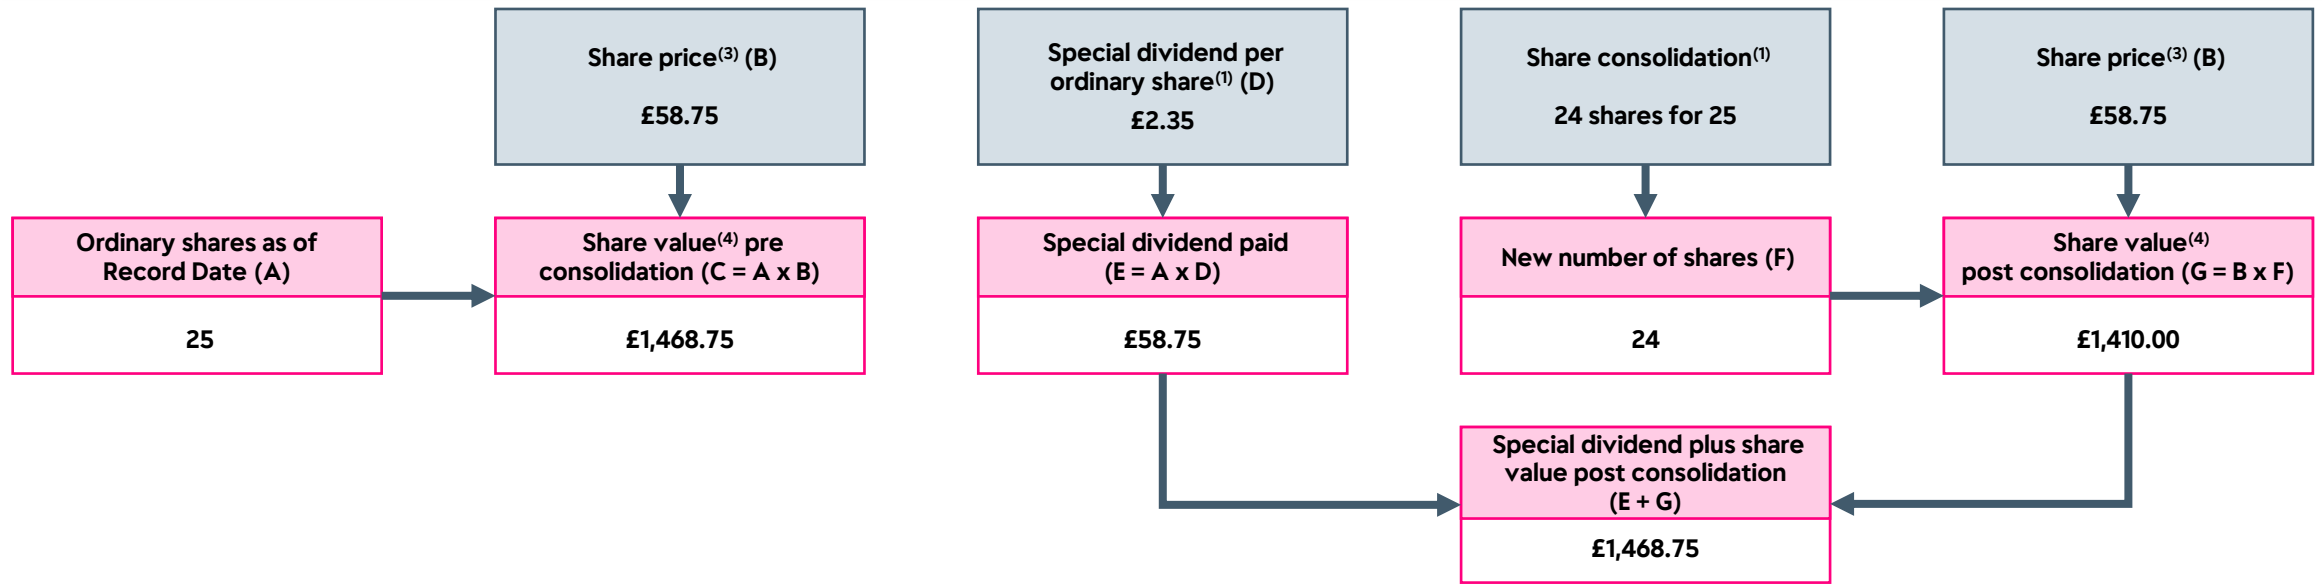 Share price(3) (B)
£58.75
Special dividend per
ordinary share(1) (D)
£2.35
Share consolidation(1)
24 shares for 25
Share price(3) (B)
£58.75
Ordinary shares as of
Record Date (A)
25
Share value(4) pre
consolidation (C = A x B)
£1,468.75
Special dividend paid
(E = A x D)
£58.75
New number of shares (F)
24
Share value(4)
post consolidation (G = B x F)
£1,410.00
Special dividend plus share
value post consolidation
(E + G)
£1,468.75